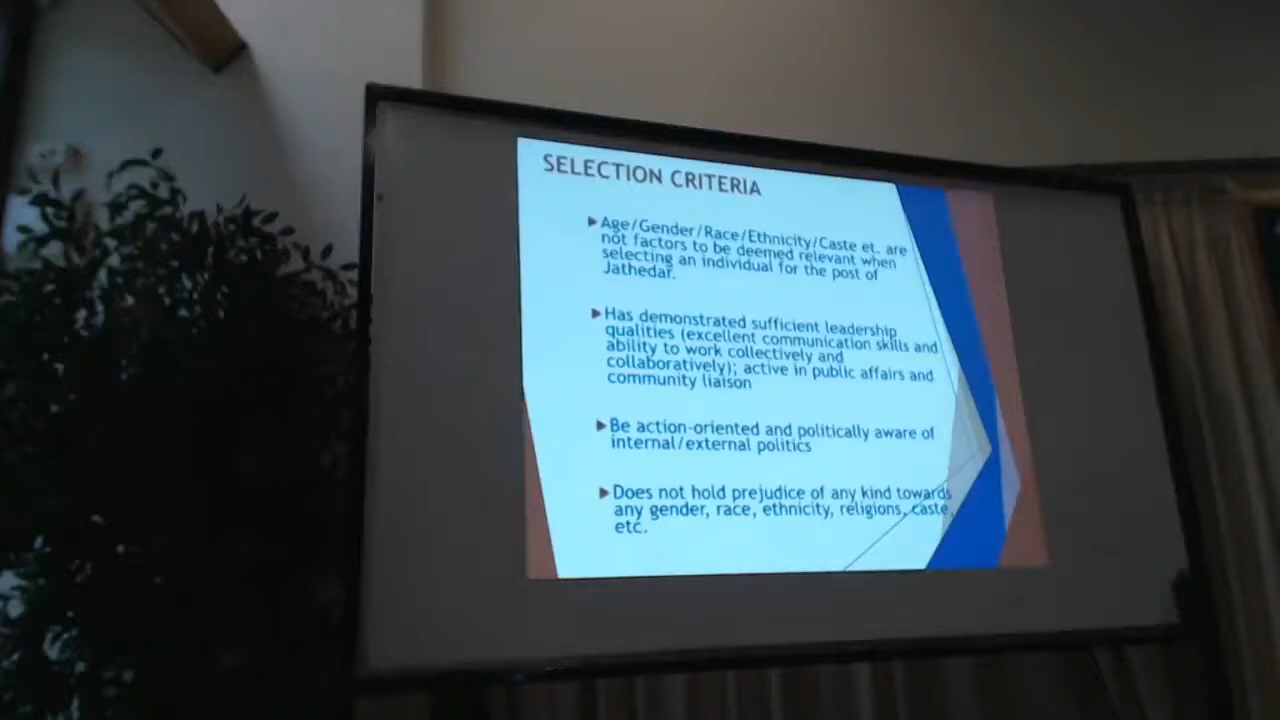 SELECTION CRITERIA
▶Age/Gender/Race/Ethnicity/Caste et. are
not factors to be deemed relevant when
selecting an individual for the post of
Jathedar.
▶Has demonstrated sufficient leadership
qualities (excellent communication skills and
ability to work collectively and
collaboratively); active in public affairs and
community liaison
▶Be action-oriented and politically aware of
internal/external politics
▶Does not hold prejudice of any kind towards
any gender, race, ethnicity, religions, caste,
etc.